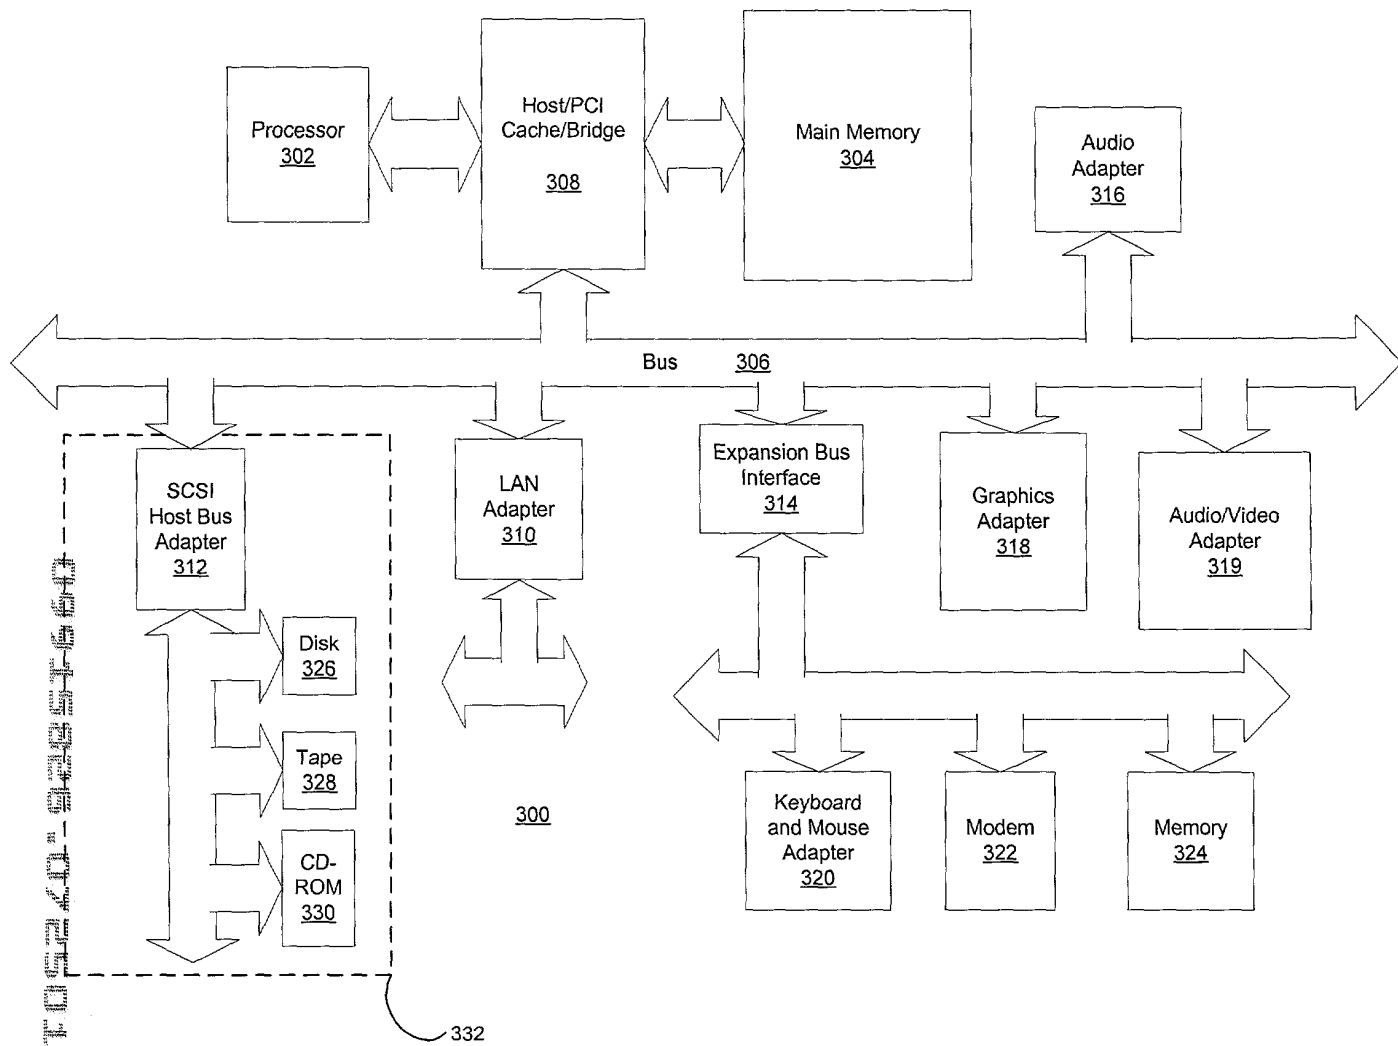 Processor
302
Host/PCI
Cache/Bridge
308
Main Memory
304
Audio
Adapter
316
Bus 306
SCSI
Host Bus
Adapter
312
LAN
Adapter
310
Expansion Bus
Interface
314
Graphics
Adapter
318
Audio/Video
Adapter
319
Disk
326
Tape
328
CD-
ROM
330
300
Keyboard
and Mouse
Adapter
320
Modem
322
Memory
324
332